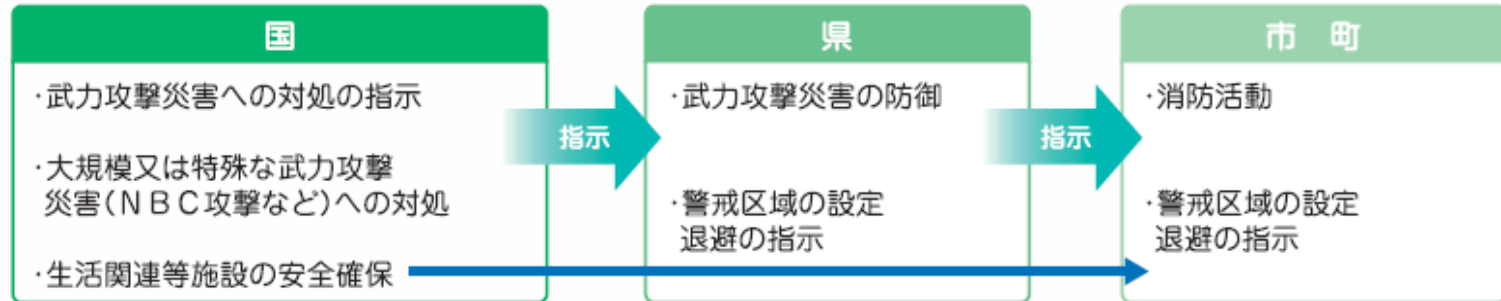 国
・武力攻撃災害への対処の指示
・大規模又は特殊な武力攻撃
災害(NBC攻撃など)への対処
・生活関連等施設の安全確保
指示
県
・武力攻撃災害の防御
・警戒区域の設定
退避の指示
指示
市 町
・消防活動
・警戒区域の設定
退避の指示